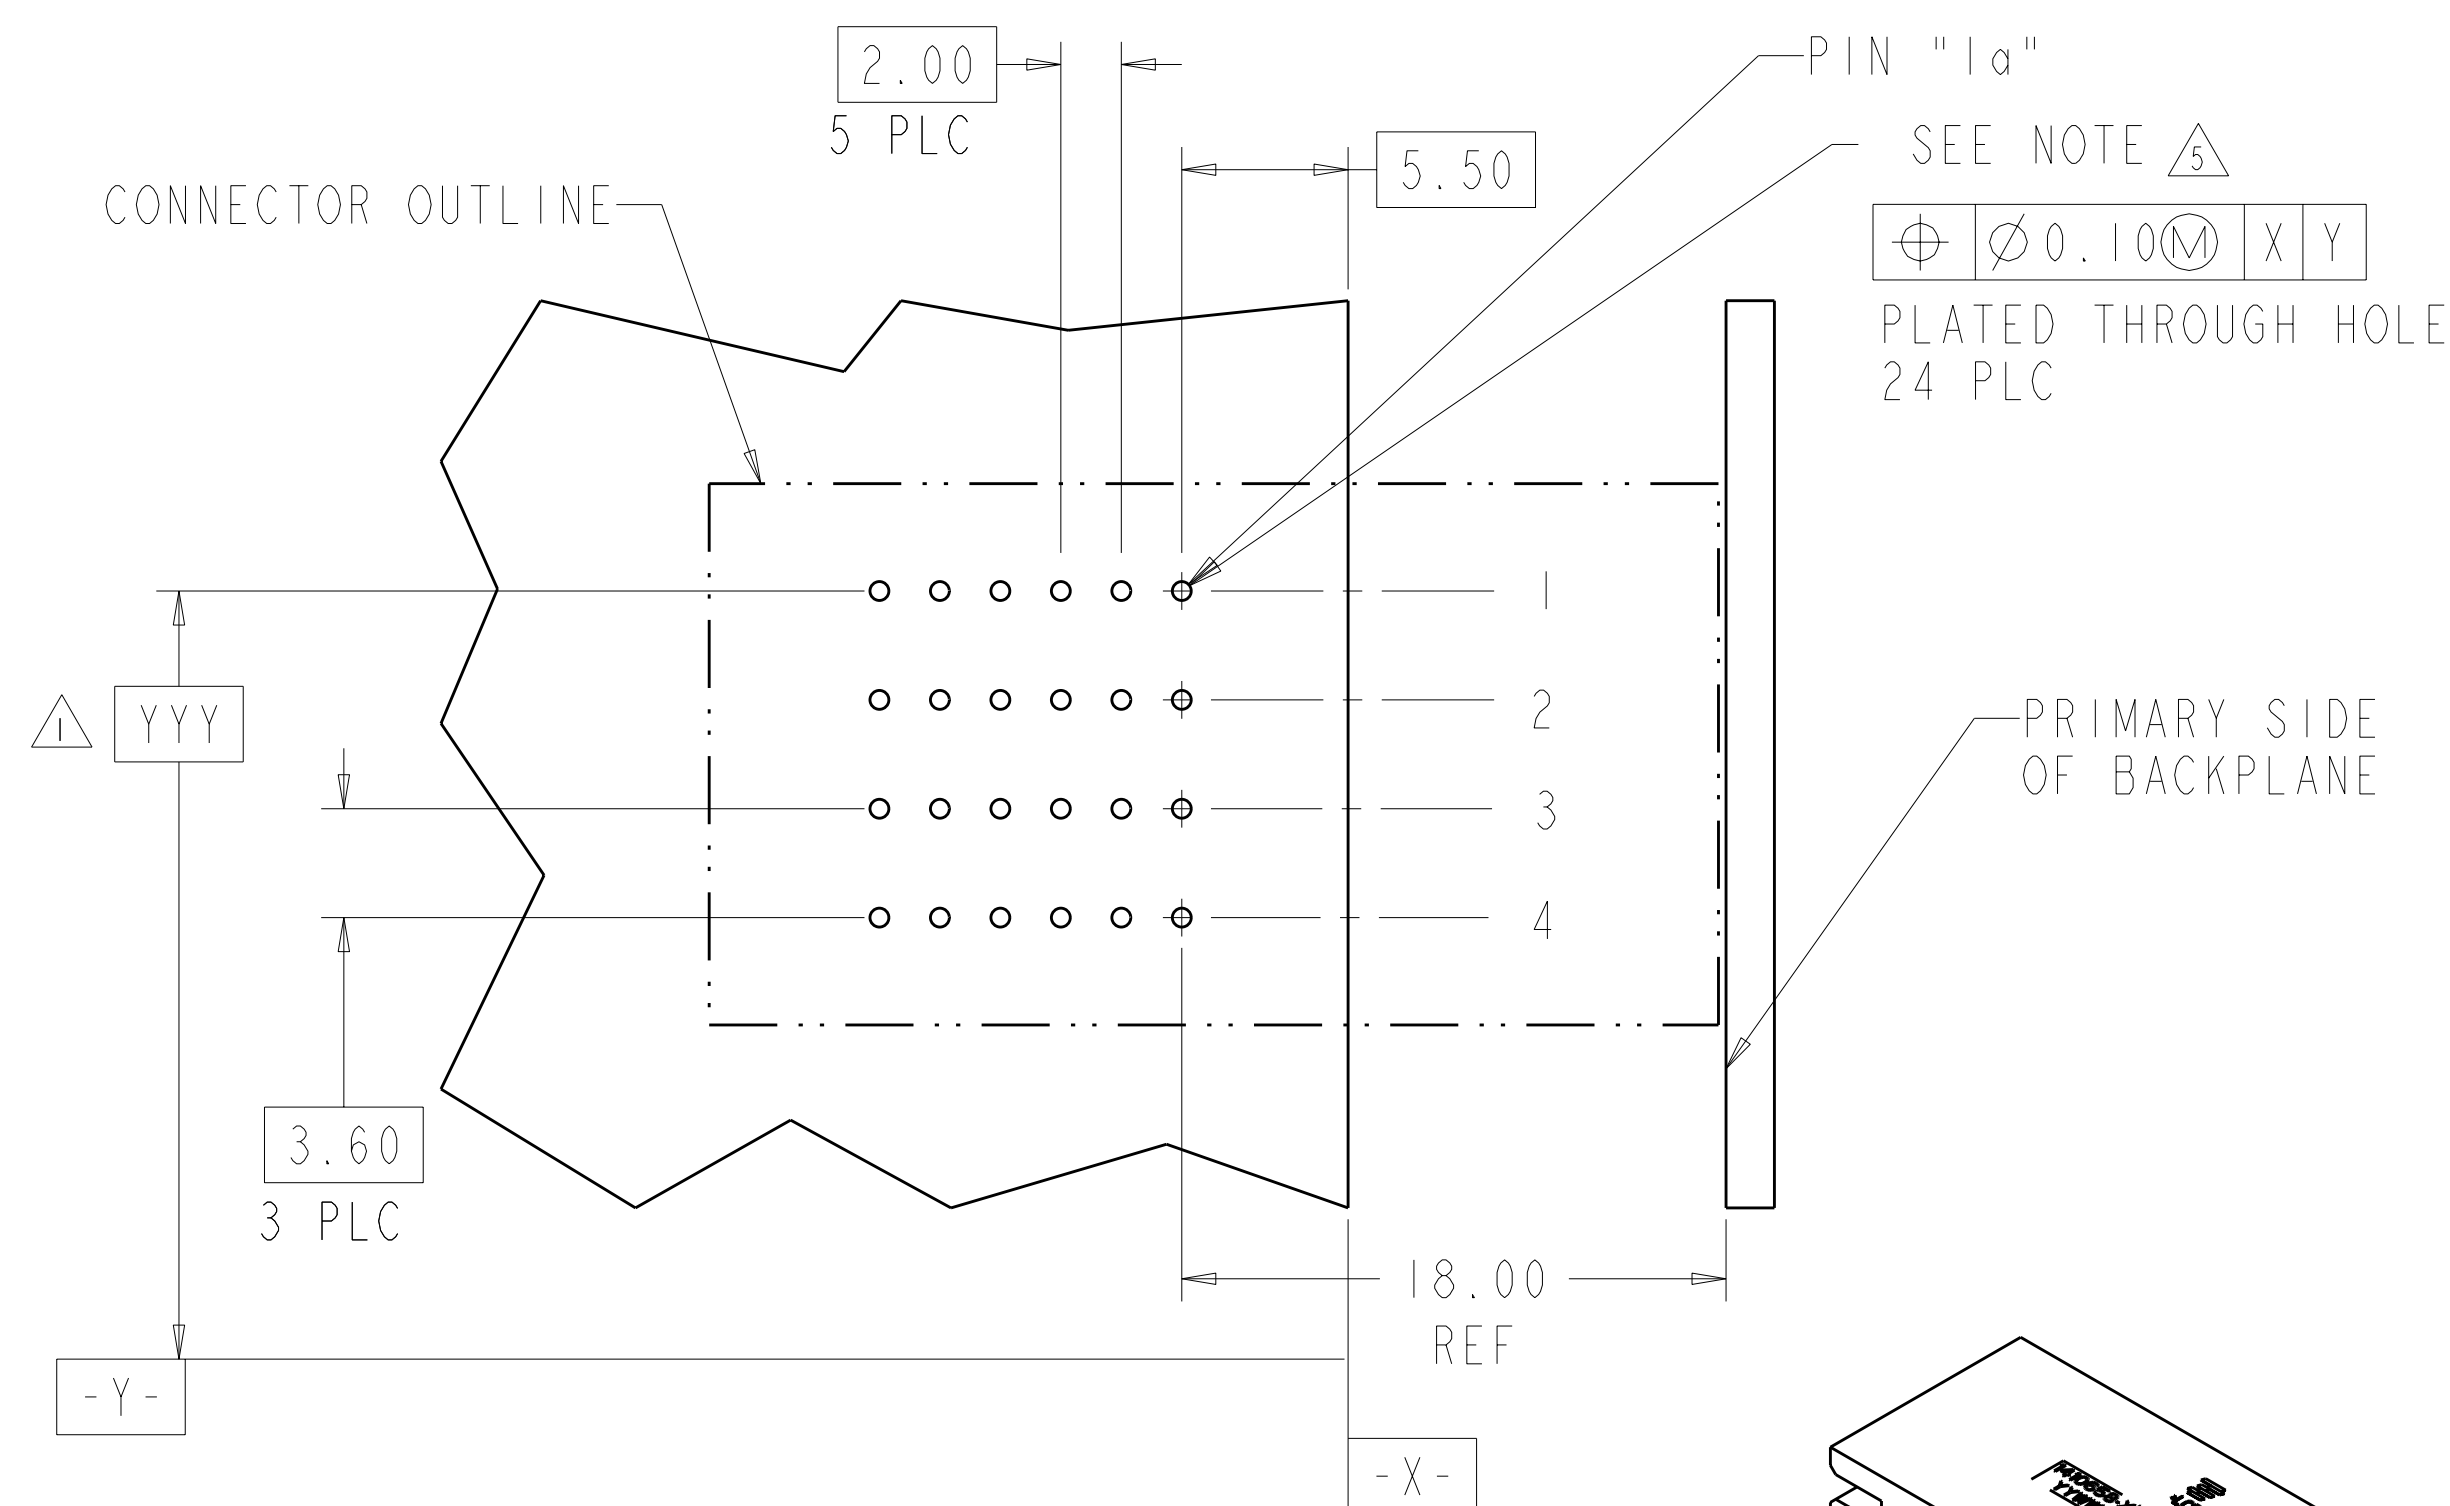 2.00
5 PLC
PIN "1a"
SEE NOTE 5
5.50
CONNECTOR OUTLINE
⌖ ⌀0.10Ⓜ X Y
PLATED THROUGH HOLE
24 PLC
1
2
3
4
1 YYY
PRIMARY SIDE
OF BACKPLANE
3.60
3 PLC
18.00
REF
-Y-
-X-